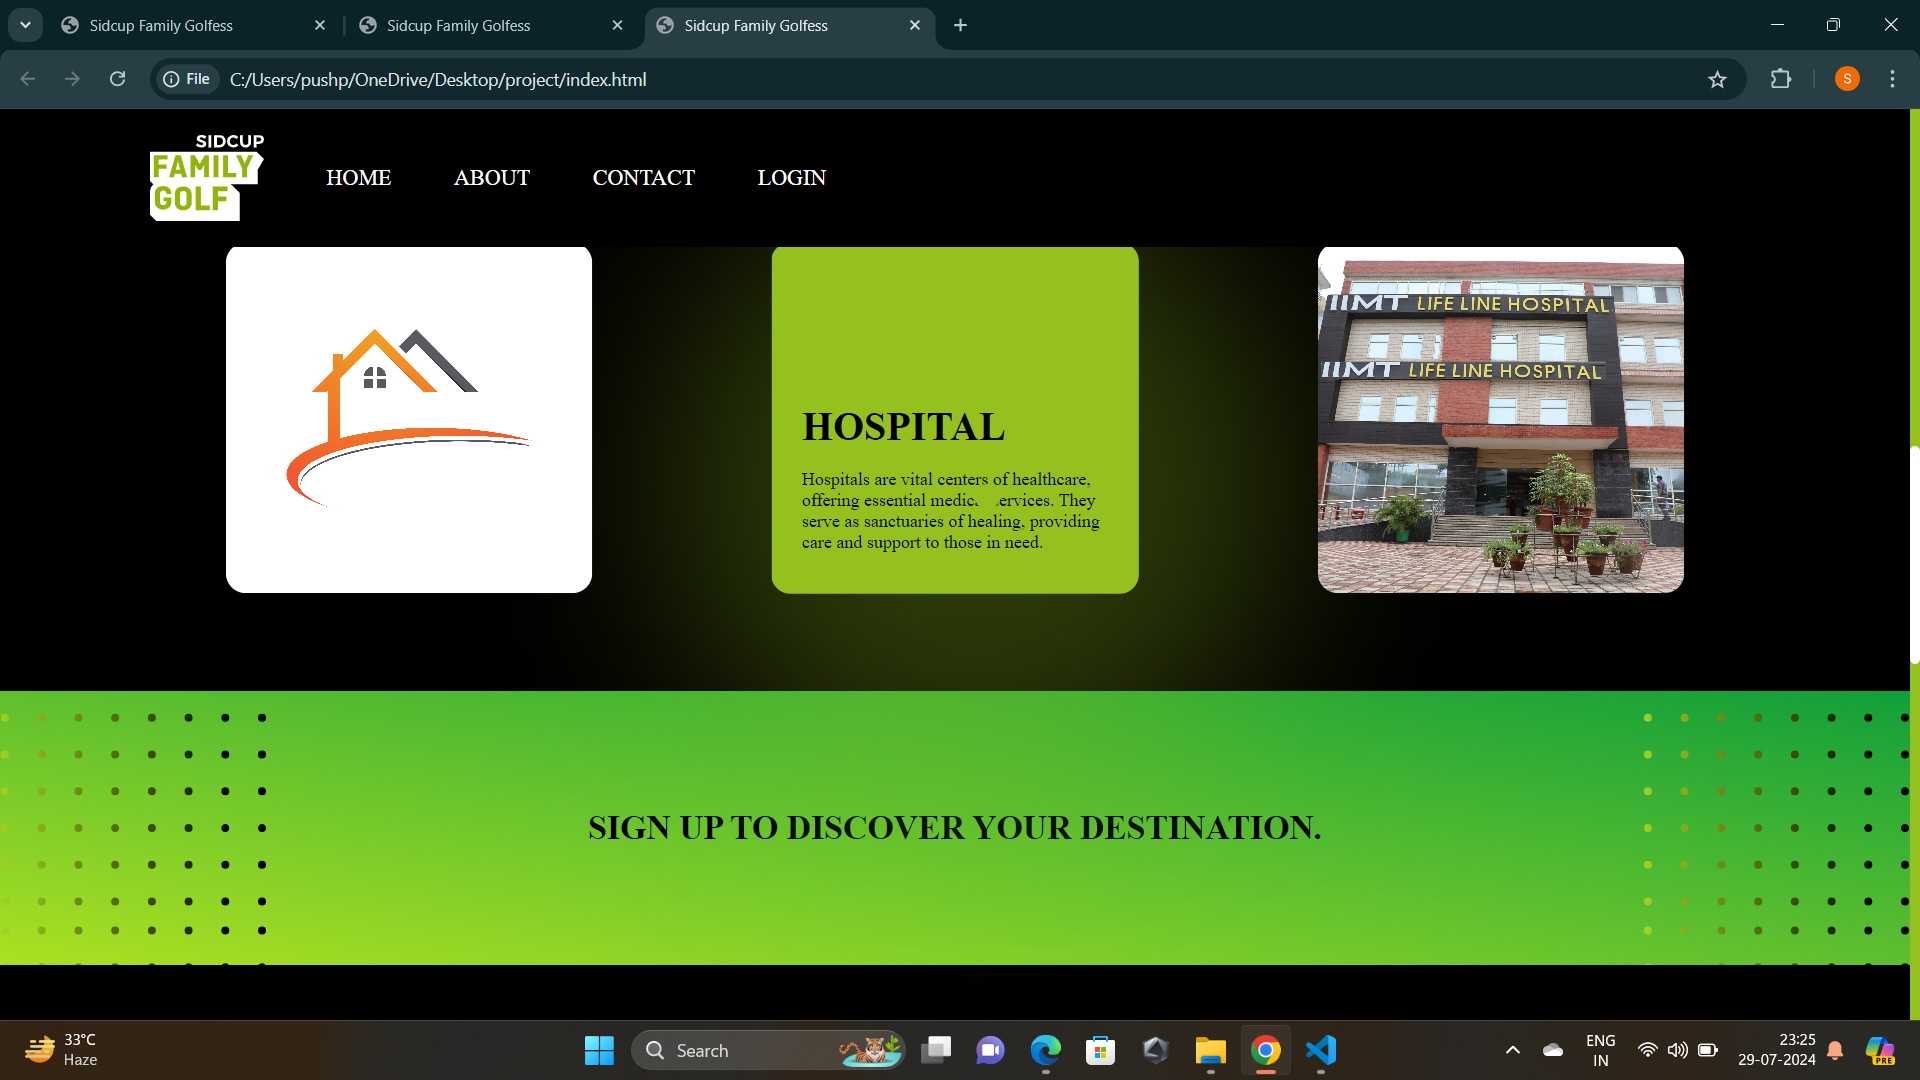 Sidcup Family Golfess
Sidcup Family Golfess
Sidcup Family Golfess
File
C:/Users/pushp/OneDrive/Desktop/project/index.html
S
SIDCUP
FAMILY
GOLF
HOME
ABOUT
CONTACT
LOGIN
HOSPITAL
Hospitals are vital centers of healthcare,
offering essential medic ervices. They
serve as sanctuaries of healing, providing
care and support to those in need.
IIMT LIFE LINE HOSPITAL
IIMT LIFE LINE HOSPITAL
SIGN UP TO DISCOVER YOUR DESTINATION.
33°C
Haze
Search
ENG
IN
23:25
29-07-2024
PRE